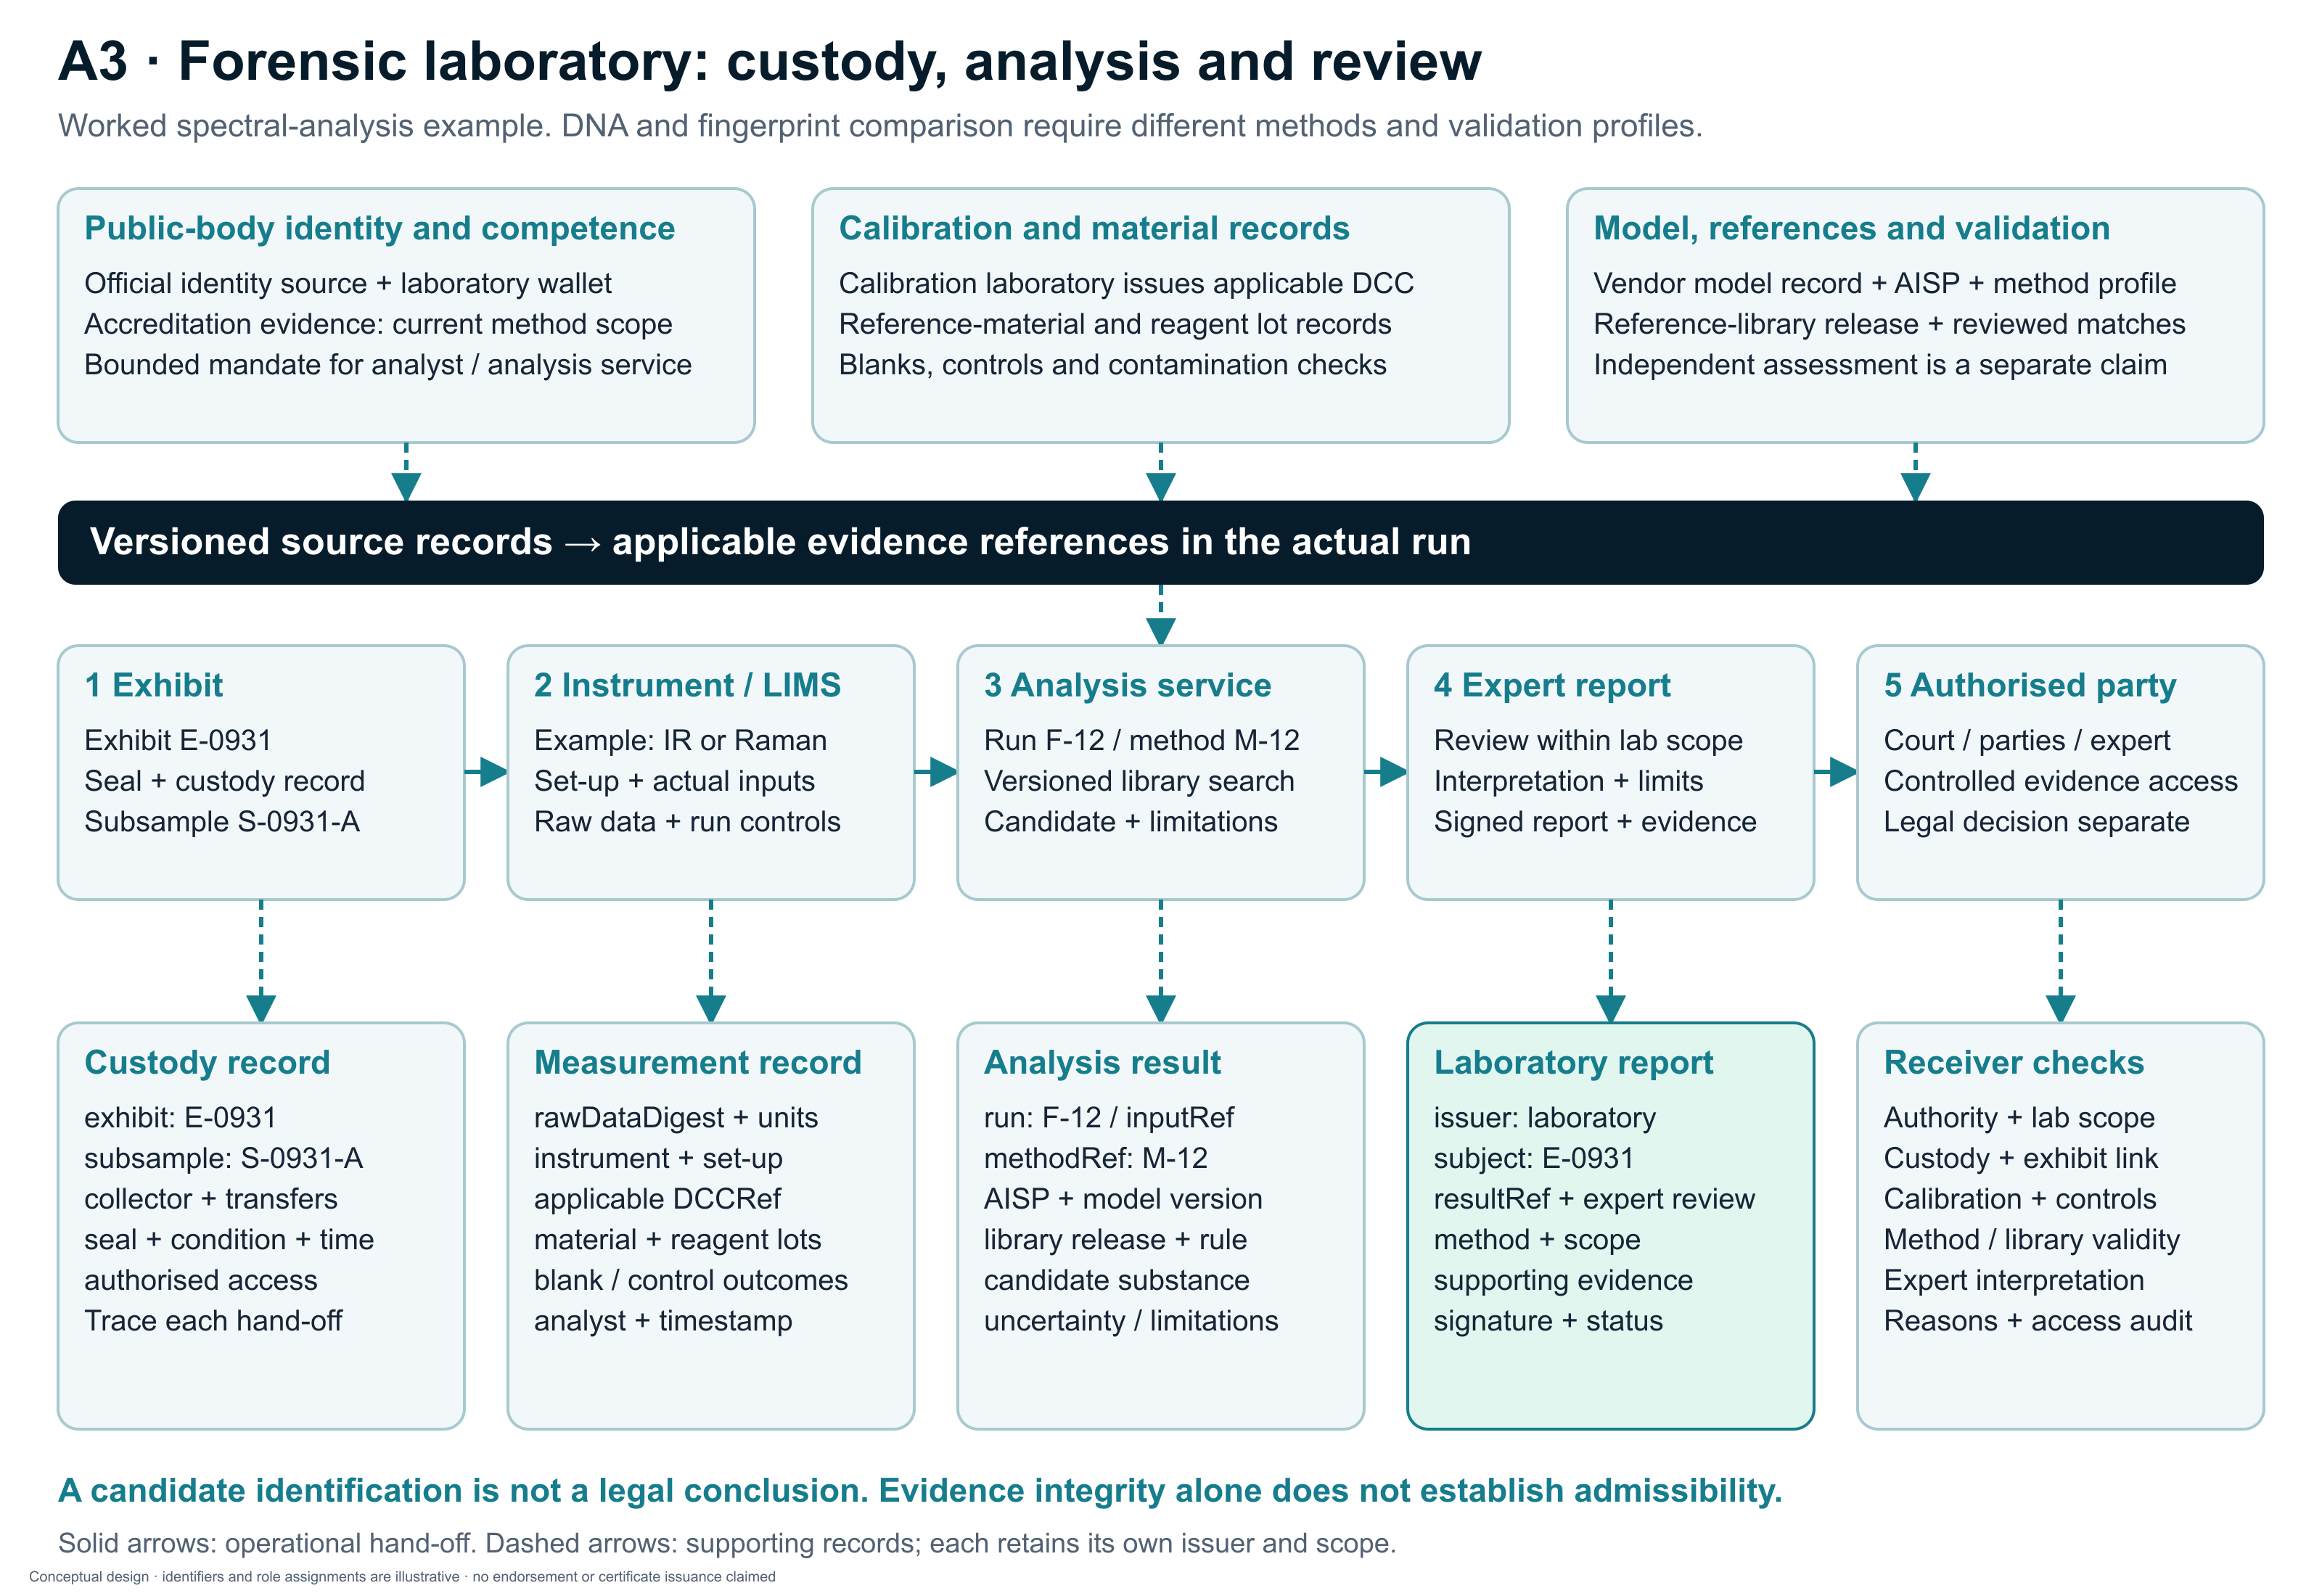 A3 · Forensic laboratory: custody, analysis and review
Worked spectral-analysis example. DNA and fingerprint comparison require different methods and validation profiles.
Public-body identity and competence
Official identity source + laboratory wallet
Accreditation evidence: current method scope
Bounded mandate for analyst / analysis service
Calibration and material records
Calibration laboratory issues applicable DCC
Reference-material and reagent lot records
Blanks, controls and contamination checks
Model, references and validation
Vendor model record + AISP + method profile
Reference-library release + reviewed matches
Independent assessment is a separate claim
Versioned source records → applicable evidence references in the actual run
1 Exhibit
Exhibit E-0931
Seal + custody record
Subsample S-0931-A
2 Instrument / LIMS
Example: IR or Raman
Set-up + actual inputs
Raw data + run controls
3 Analysis service
Run F-12 / method M-12
Versioned library search
Candidate + limitations
4 Expert report
Review within lab scope
Interpretation + limits
Signed report + evidence
5 Authorised party
Court / parties / expert
Controlled evidence access
Legal decision separate
Custody record
exhibit: E-0931
subsample: S-0931-A
collector + transfers
seal + condition + time
authorised access
Trace each hand-off
Measurement record
rawDataDigest + units
instrument + set-up
applicable DCCRef
material + reagent lots
blank / control outcomes
analyst + timestamp
Analysis result
run: F-12 / inputRef
methodRef: M-12
AISP + model version
library release + rule
candidate substance
uncertainty / limitations
Laboratory report
issuer: laboratory
subject: E-0931
resultRef + expert review
method + scope
supporting evidence
signature + status
Receiver checks
Authority + lab scope
Custody + exhibit link
Calibration + controls
Method / library validity
Expert interpretation
Reasons + access audit
A candidate identification is not a legal conclusion. Evidence integrity alone does not establish admissibility.
Solid arrows: operational hand-off. Dashed arrows: supporting records; each retains its own issuer and scope.
Conceptual design · identifiers and role assignments are illustrative · no endorsement or certificate issuance claimed